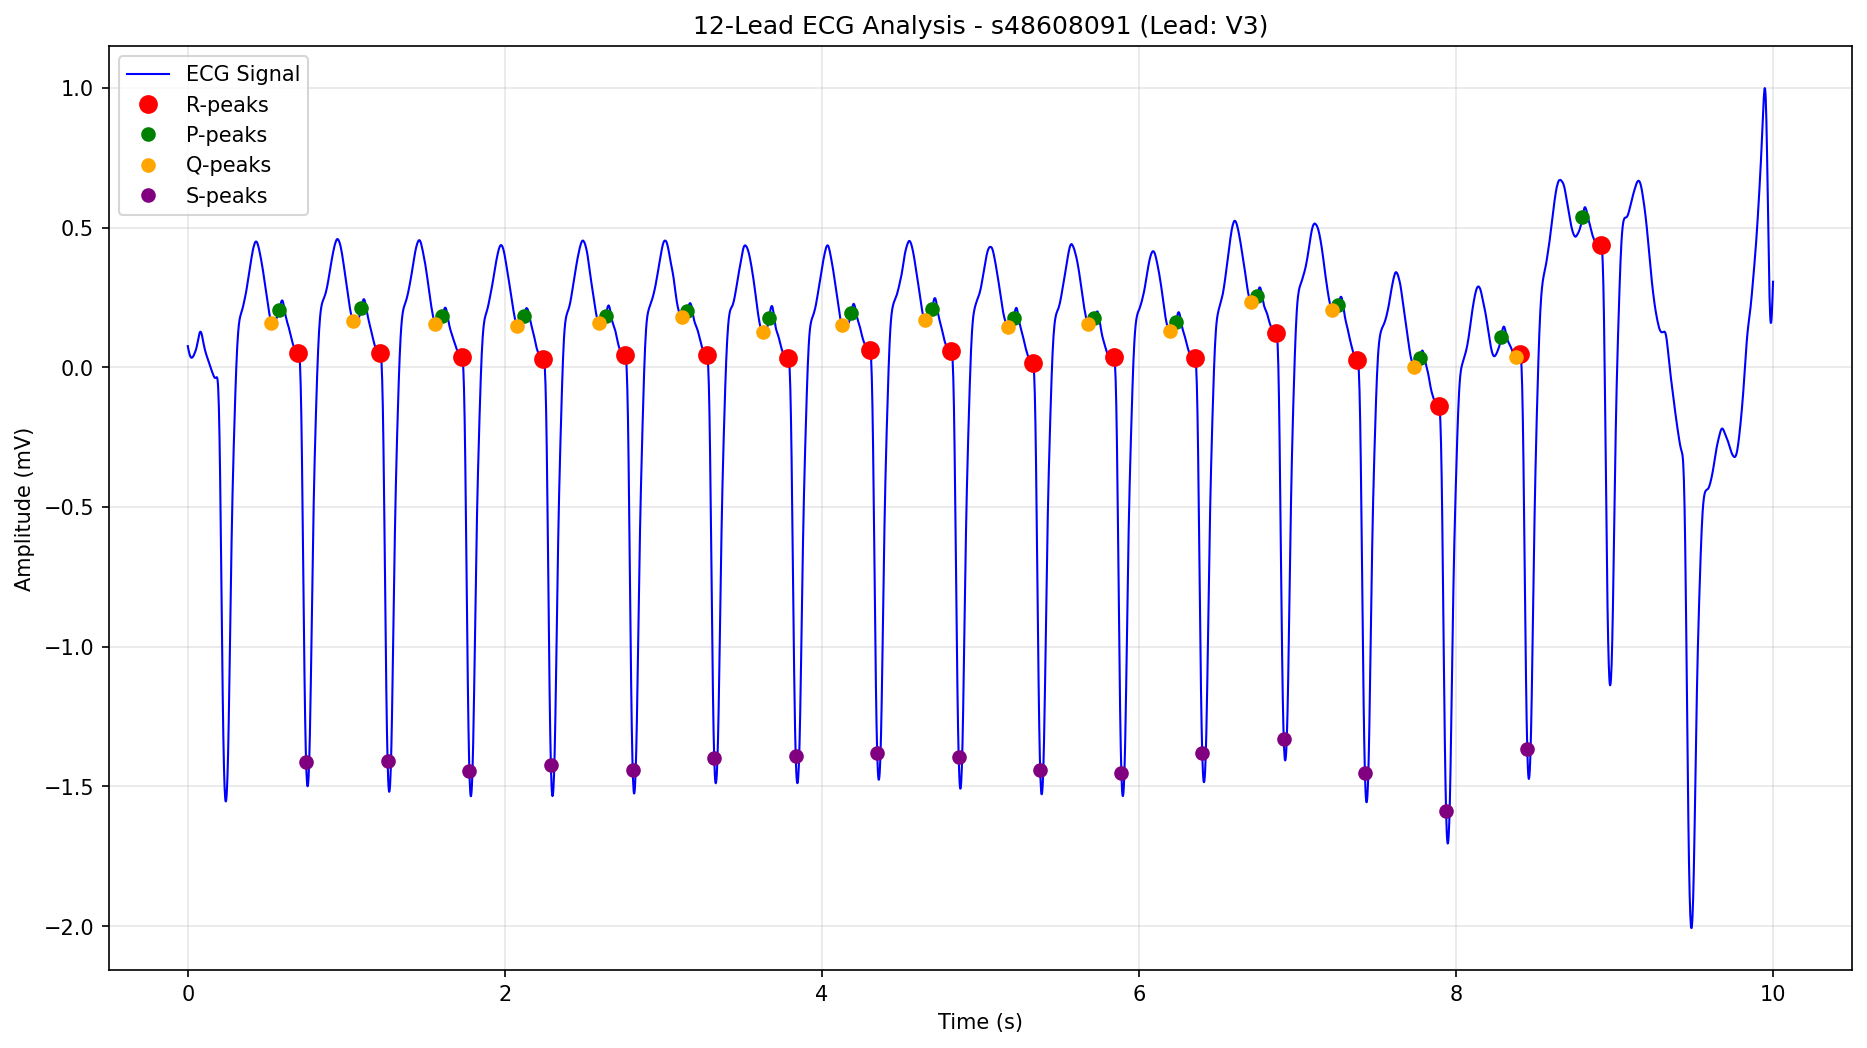 12-Lead ECG Analysis - s48608091 (Lead: V3)
ECG Signal
R-peaks
P-peaks
Q-peaks
S-peaks
1.0
0.5
0.0
−0.5
−1.0
−1.5
−2.0
Amplitude (mV)
0 2 4 6 8 10
Time (s)